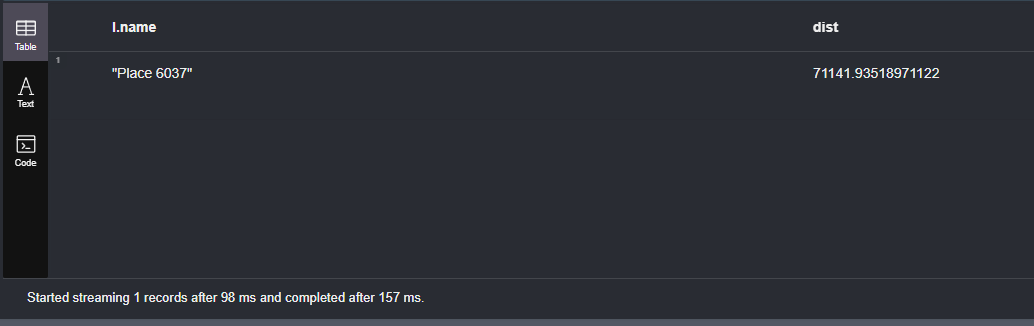 l.name dist
Table
1 "Place 6037" 71141.93518971122
Text
Code
Started streaming 1 records after 98 ms and completed after 157 ms.